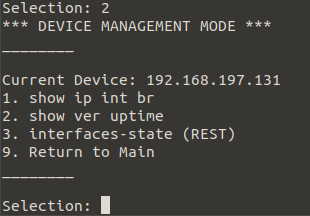 Selection: 2
*** DEVICE MANAGEMENT MODE ***
________
Current Device: 192.168.197.131
1. show ip int br
2. show ver uptime
3. interfaces-state (REST)
9. Return to Main
________
Selection: